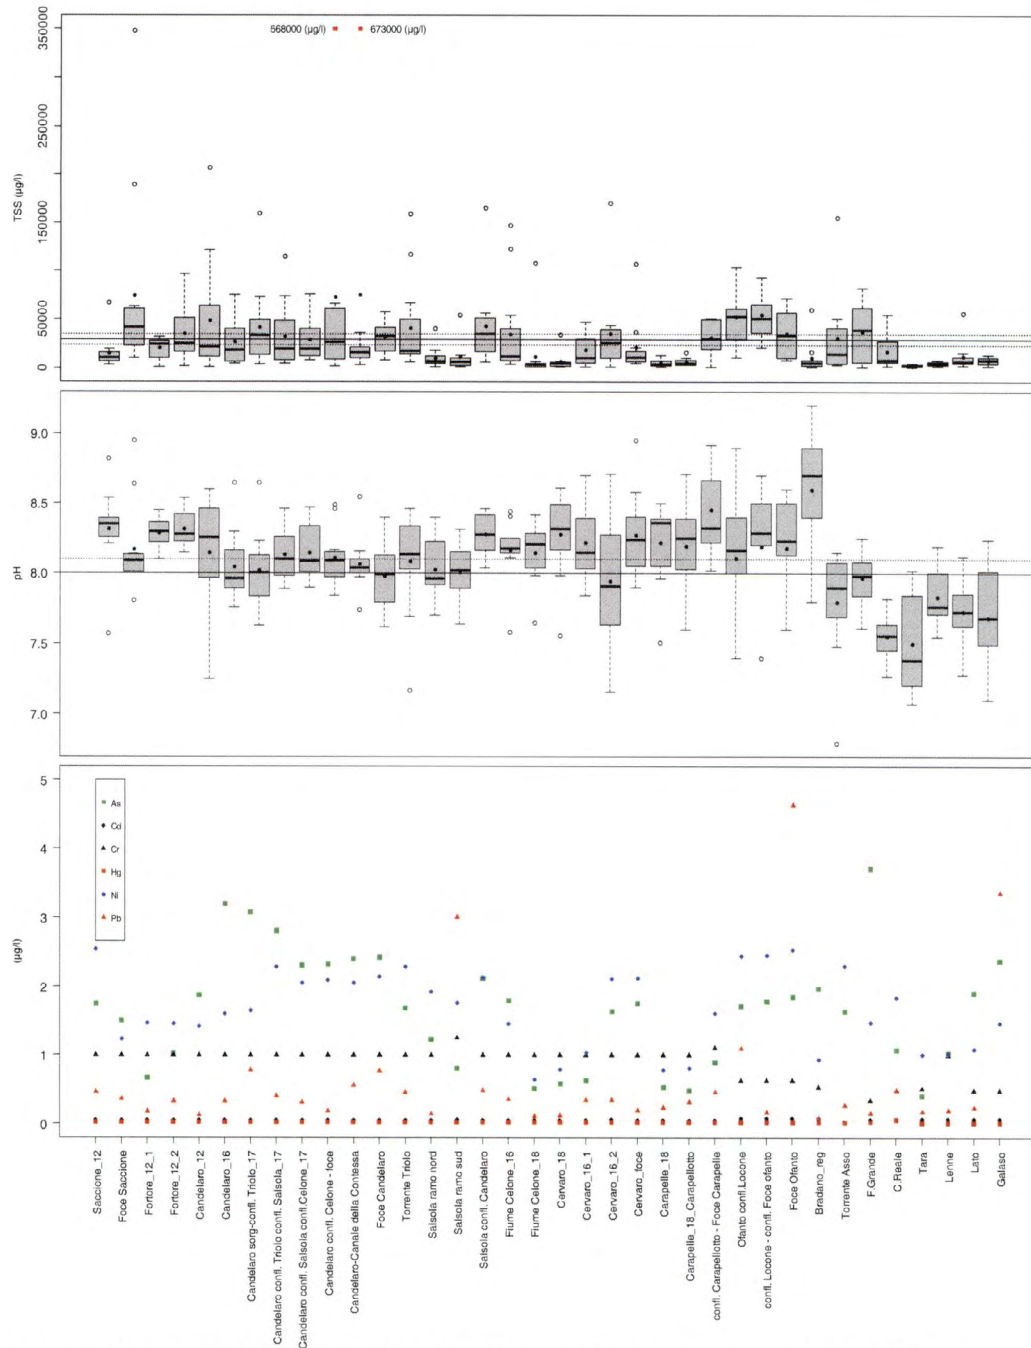 568000 (µg/l) 673000 (µg/l)
TSS (µg/l)
350000
250000
150000
50000
0
pH
9.0
8.5
8.0
7.5
7.0
(µg/l)
5
4
3
2
1
0
As
Cd
Cr
Hg
Ni
Pb
Saccione_12
Foce Saccione
Fortore_12_1
Fortore_12_2
Candelaro_12
Candelaro_16
Candelaro sorg-confl. Triolo_17
Candelaro confl. Triolo confl. Salsola_17
Candelaro confl. Salsola confl.Celone_17
Candelaro confl. Celone - foce
Candelaro-Canale della Contessa
Foce Candelaro
Torrente Triolo
Salsola ramo nord
Salsola ramo sud
Salsola confl. Candelaro
Fiume Celone_15
Fiume Celone_18
Cervaro_18
Cervaro_16_1
Cervaro_16_2
Cervaro_foce
Carapelle_18
Carapelle_18_Carapellotto
confl. Carapellotto - Foce Carapelle
Ofanto confl.Locone
confl. Locone - confl. Foce ofanto
Foce Ofanto
Bradano_reg
Torrente Asso
F.Grande
C.Reale
Tara
Lenne
Lato
Galaso